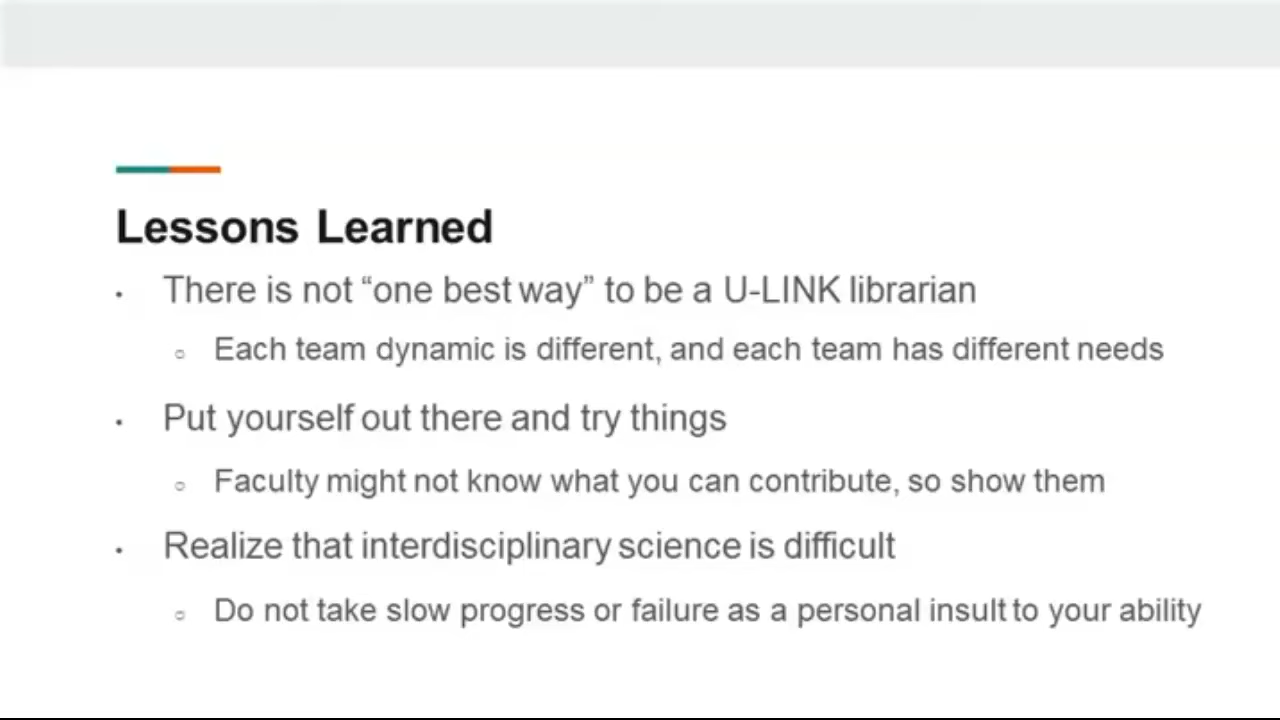 Lessons Learned
• There is not “one best way” to be a U-LINK librarian
○ Each team dynamic is different, and each team has different needs
• Put yourself out there and try things
○ Faculty might not know what you can contribute, so show them
• Realize that interdisciplinary science is difficult
○ Do not take slow progress or failure as a personal insult to your ability